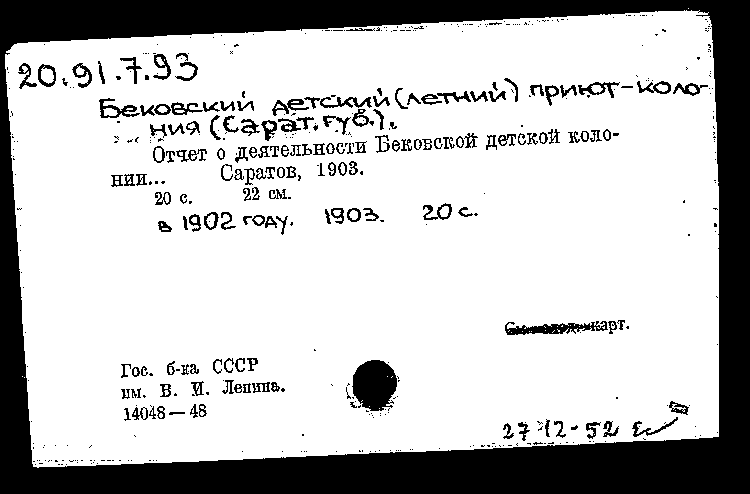 20.91.7.93
Бековский детский (летний) приют-коло-
ния (Сарат. губ.).
Отчет о деятельности Бековской детской коло-
нии... Саратов, 1903.
20 с. 22 см.
в 1902 году. 1903. 20 с.
карт.
Гос. б-ка СССР
им. В. И. Ленина.
14048—48
27-12-52